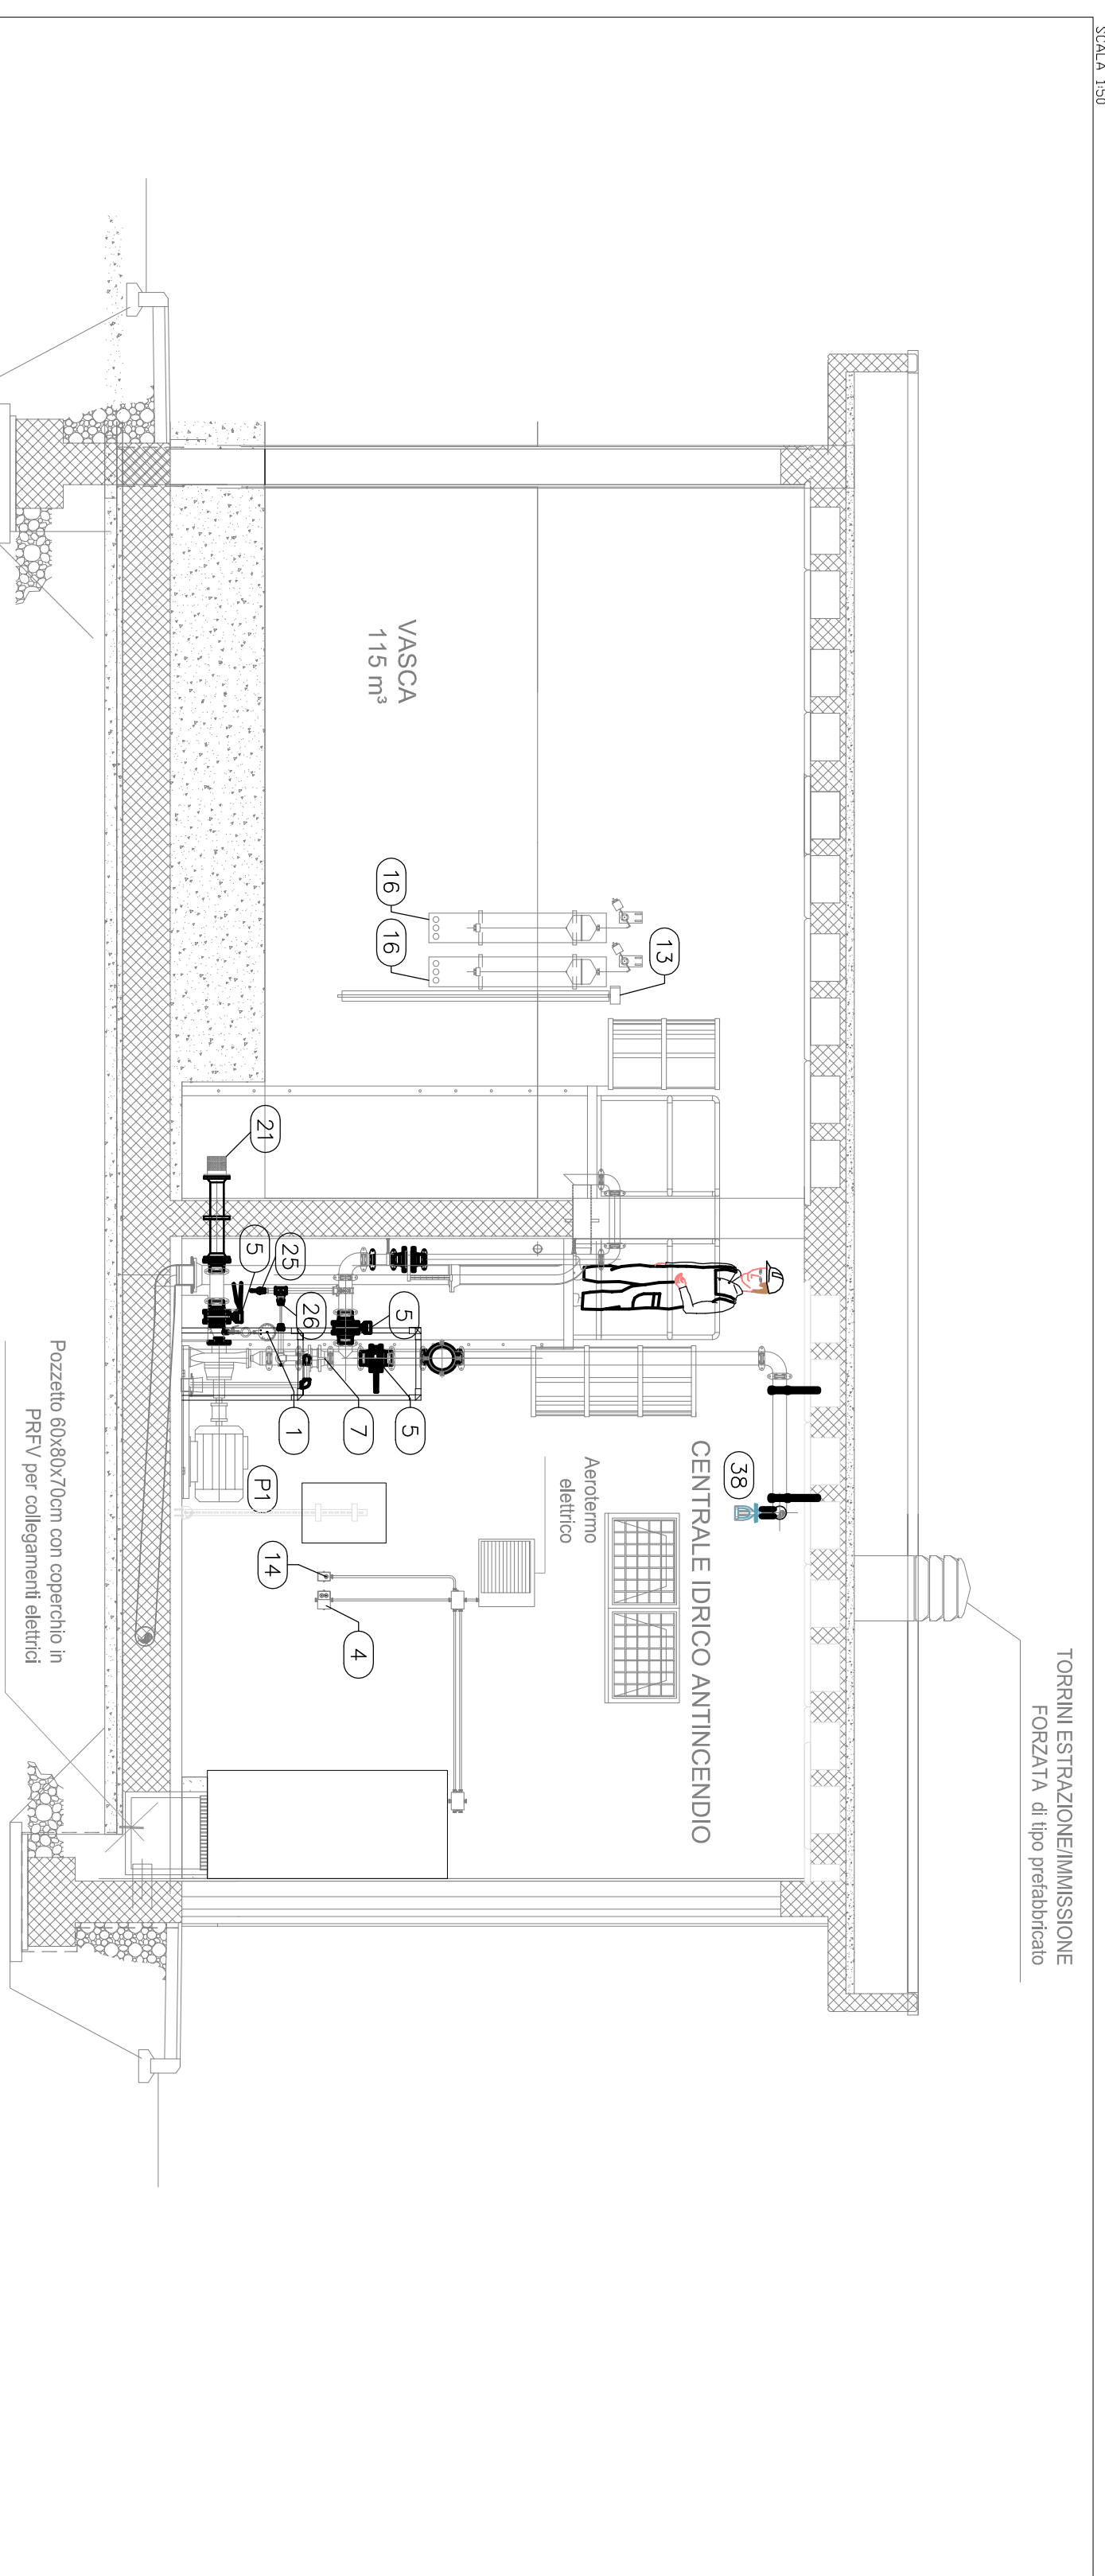 SCALA 1:50
TORRINI ESTRAZIONE/IMMISSIONE
FORZATA di tipo prefabbricato
38
CENTRALE IDRICO ANTINCENDIO
13
Aerotermo
elettrico
VASCA
115 m³
16
16
5
5
7
4
26
25
1
14
21
5
P1
Pozzetto 60x80x70cm con coperchio in
PRFV per collegamenti elettrici